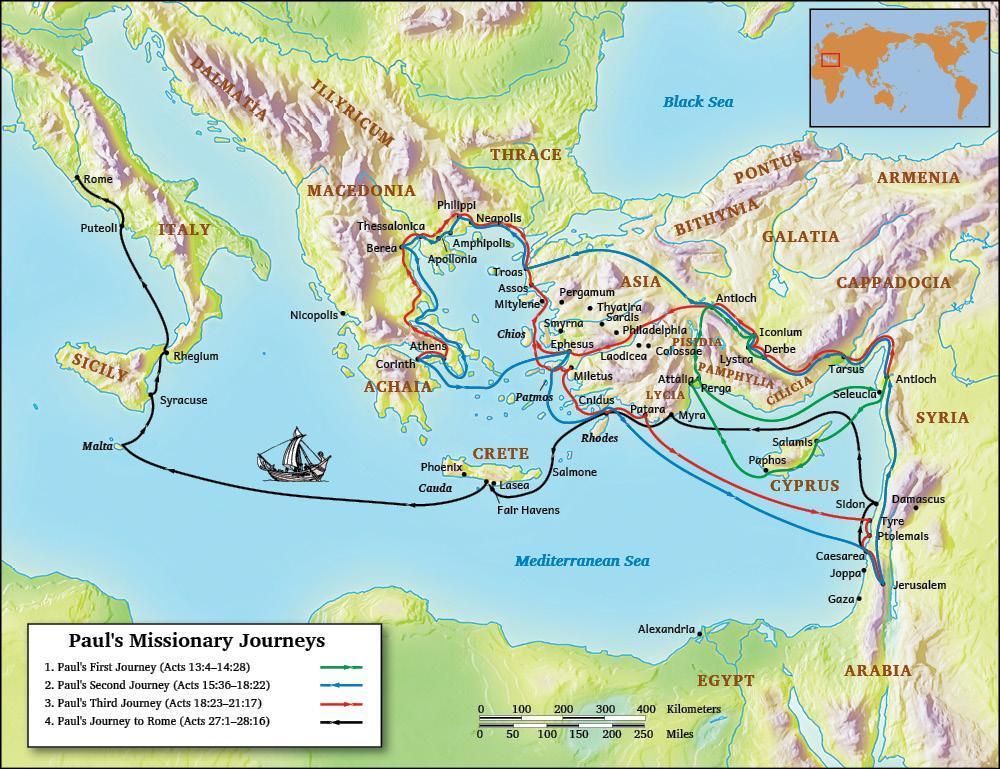 DALMATIA
ILLYRICUM
Black Sea
THRACE
MACEDONIA
PONTUS
ARMENIA
BITHYNIA
GALATIA
CAPPADOCIA
ASIA
ITALY
Rome
Puteoli
Philippi
Neapolis
Thessalonica
Amphipolis
Berea
Apollonia
Troas
Assos
Mitylene
Pergamum
Thyatira
Sardis
Smyrna
Philadelphia
Antioch
Iconium
Derbe
Lystra
PISIDIA
Nicopolis
Chios
Ephesus
Laodicea
Colossae
Athens
Corinth
ACHAIA
Rhegium
SICILY
Syracuse
Malta
Miletus
Patmos
Cnidus
Rhodes
Attalia
Perga
PAMPHYLIA
LYCIA
Patara
Myra
CILICIA
Tarsus
Antioch
Seleucia
SYRIA
Salamis
Paphos
CYPRUS
CRETE
Phoenix
Cauda
Lasea
Fair Havens
Salmone
Sidon
Damascus
Tyre
Ptolemais
Caesarea
Joppa
Jerusalem
Gaza
Mediterranean Sea
Alexandria
EGYPT
ARABIA
Paul's Missionary Journeys
1. Paul's First Journey (Acts 13:4–14:28)
2. Paul's Second Journey (Acts 15:36–18:22)
3. Paul's Third Journey (Acts 18:23–21:17)
4. Paul's Journey to Rome (Acts 27:1–28:16)
0 100 200 300 400 Kilometers
0 50 100 150 200 250 Miles